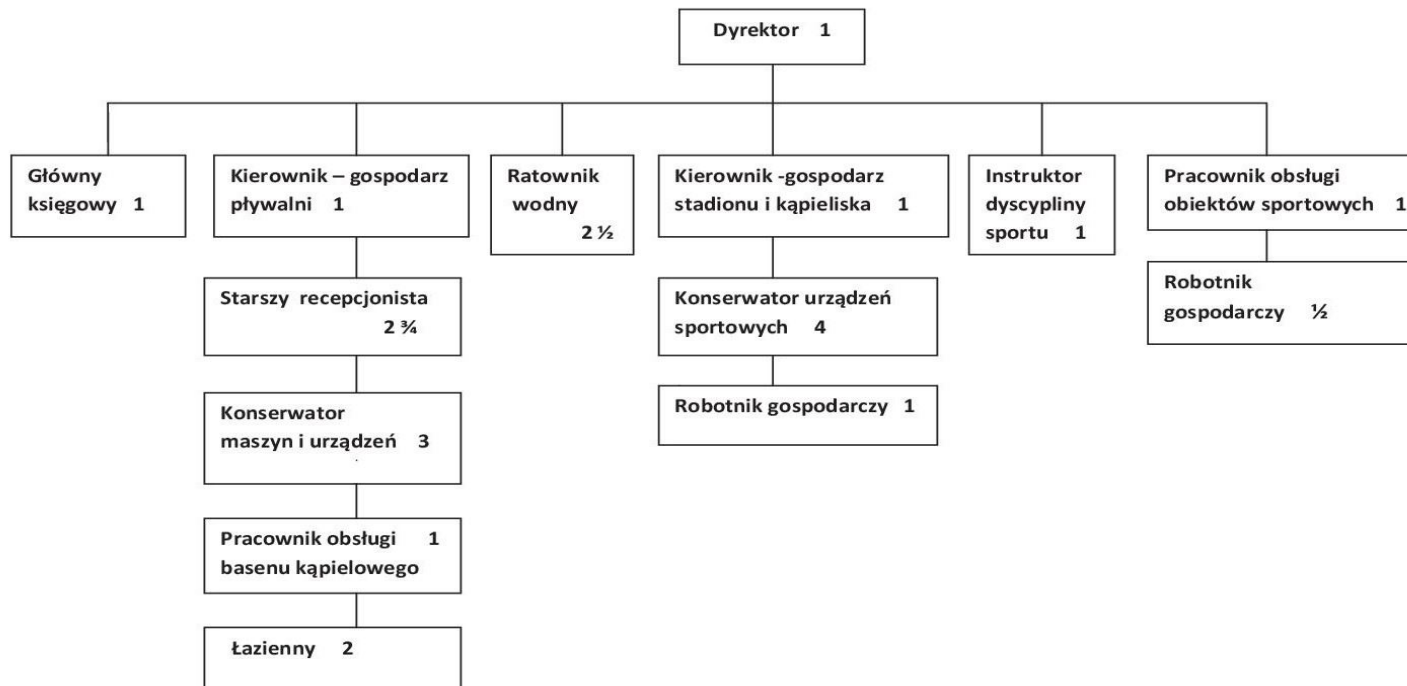 Dyrektor 1
Główny
księgowy 1
Kierownik – gospodarz
pływalni 1
Ratownik
wodny
2 ½
Kierownik -gospodarz
stadionu i kąpieliska 1
Instruktor
dyscypliny
sportu 1
Pracownik obsługi
obiektów sportowych 1
Starszy recepcjonista
2 ¾
Konserwator urządzeń
sportowych 4
Robotnik
gospodarczy ½
Konserwator
maszyn i urządzeń 3
Robotnik gospodarczy 1
Pracownik obsługi 1
basenu kąpielowego
Łazienny 2